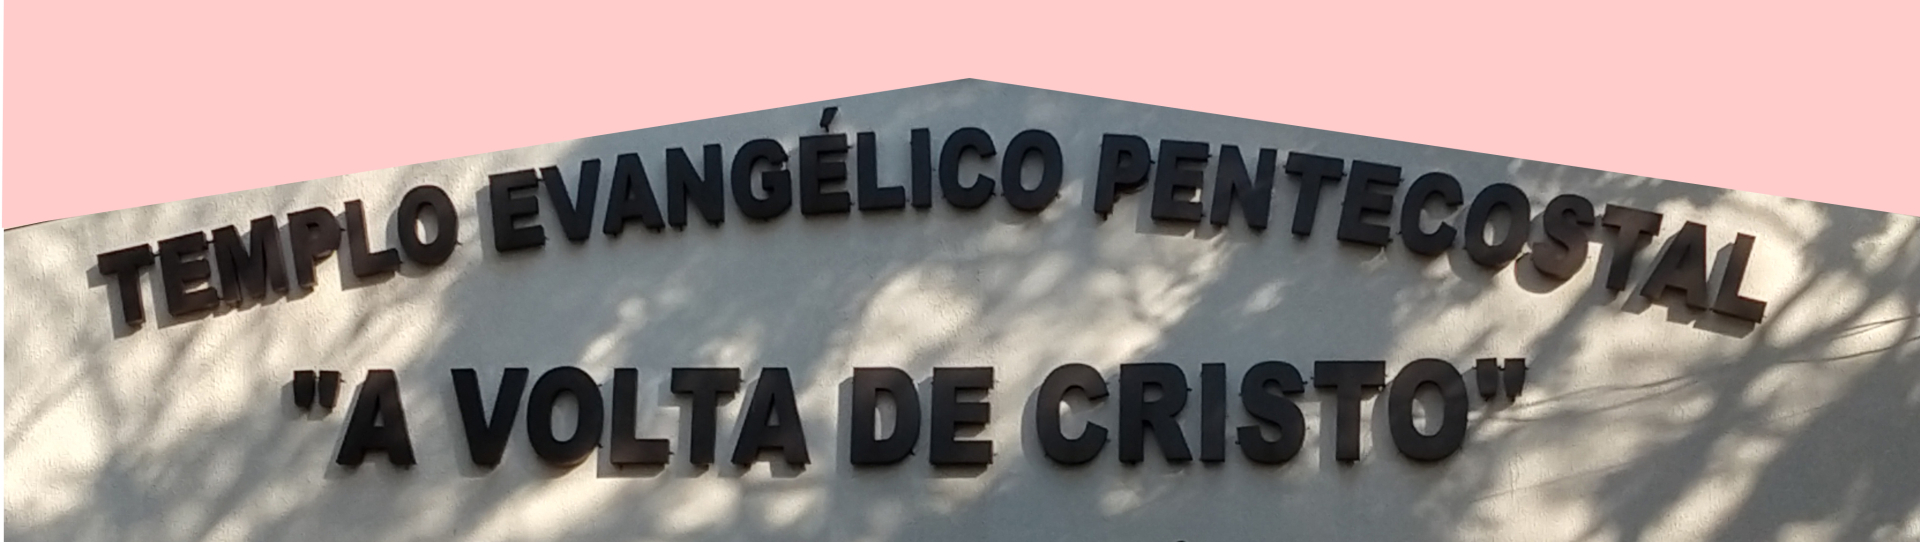 TEMPLO EVANGÉLICO PENTECOSTAL
"A VOLTA DE CRISTO"